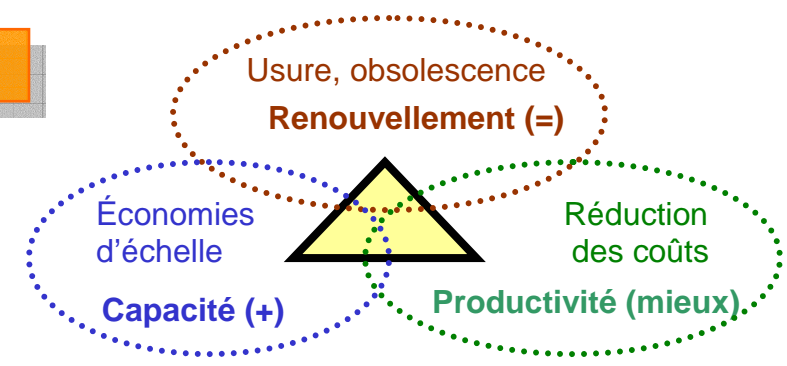 Usure, obsolescence
Renouvellement (=)
Économies
d'échelle
Capacité (+)
Réduction
des coûts
Productivité (mieux)